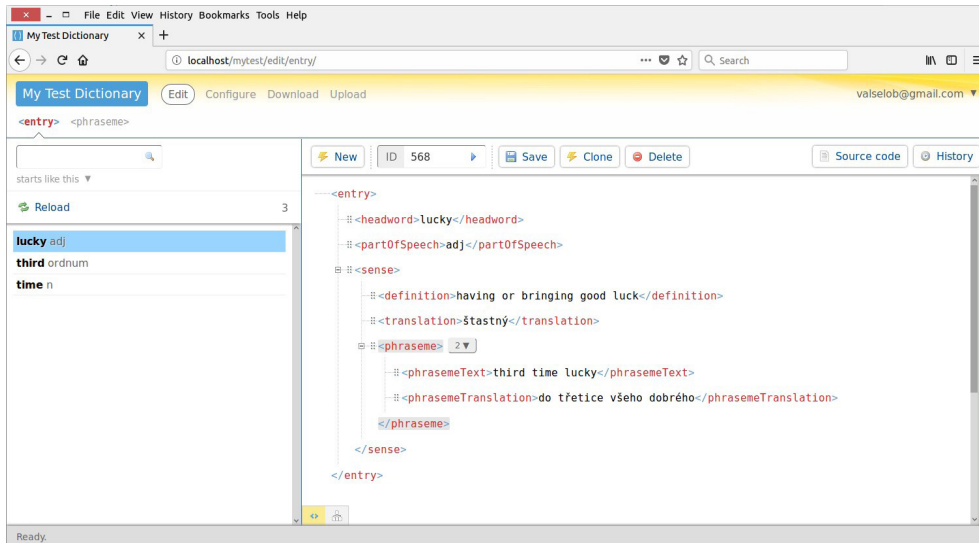 File Edit View History Bookmarks Tools Help
My Test Dictionary
localhost/mytest/edit/entry/
Search
My Test Dictionary Edit Configure Download Upload valselob@gmail.com ▼
<entry> <phraseme>
New ID 568 Save Clone Delete Source code History
starts like this ▼
Reload 3
lucky adj
third ordnum
time n
<entry>
<headword>lucky</headword>
<partOfSpeech>adj</partOfSpeech>
<sense>
<definition>having or bringing good luck</definition>
<translation>štastný</translation>
<phraseme> 2 ▼
<phrasemeText>third time lucky</phrasemeText>
<phrasemeTranslation>do třetice všeho dobrého</phrasemeTranslation>
</phraseme>
</sense>
</entry>
Ready.